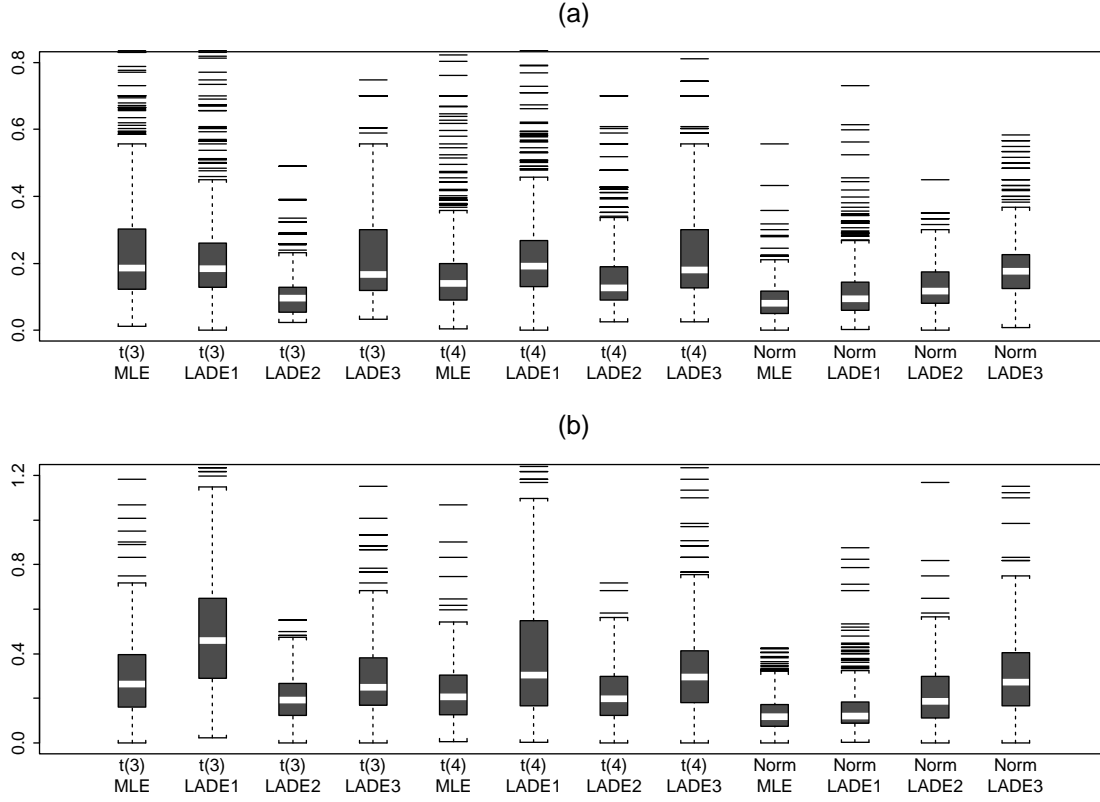 (a)
0.8
0.6
0.4
0.2
0.0
t(3) t(3) t(3) t(3) t(4) t(4) t(4) t(4) Norm Norm Norm Norm
MLE LADE1 LADE2 LADE3 MLE LADE1 LADE2 LADE3 MLE LADE1 LADE2 LADE3
(b)
1.2
0.8
0.4
0.0
t(3) t(3) t(3) t(3) t(4) t(4) t(4) t(4) Norm Norm Norm Norm
MLE LADE1 LADE2 LADE3 MLE LADE1 LADE2 LADE3 MLE LADE1 LADE2 LADE3